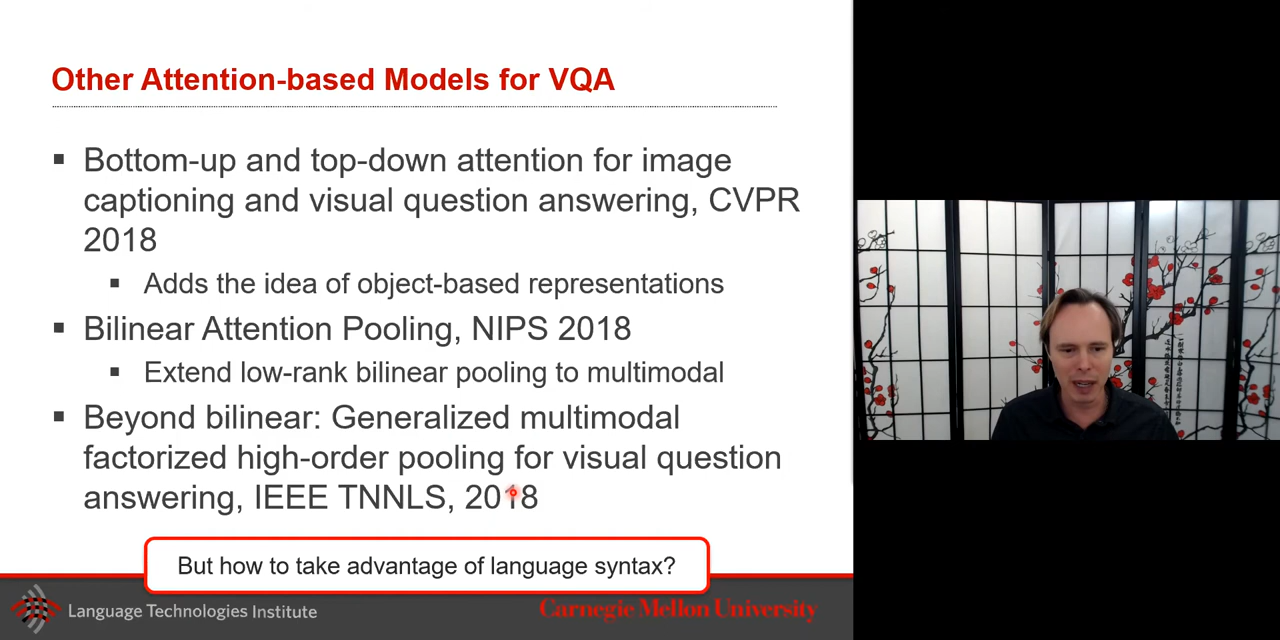 Other Attention-based Models for VQA
Bottom-up and top-down attention for image
captioning and visual question answering, CVPR
2018
Adds the idea of object-based representations
Bilinear Attention Pooling, NIPS 2018
Extend low-rank bilinear pooling to multimodal
Beyond bilinear: Generalized multimodal
factorized high-order pooling for visual question
answering, IEEE TNNLS, 2018
But how to take advantage of language syntax?
Language Technologies Institute
Carnegie Mellon University